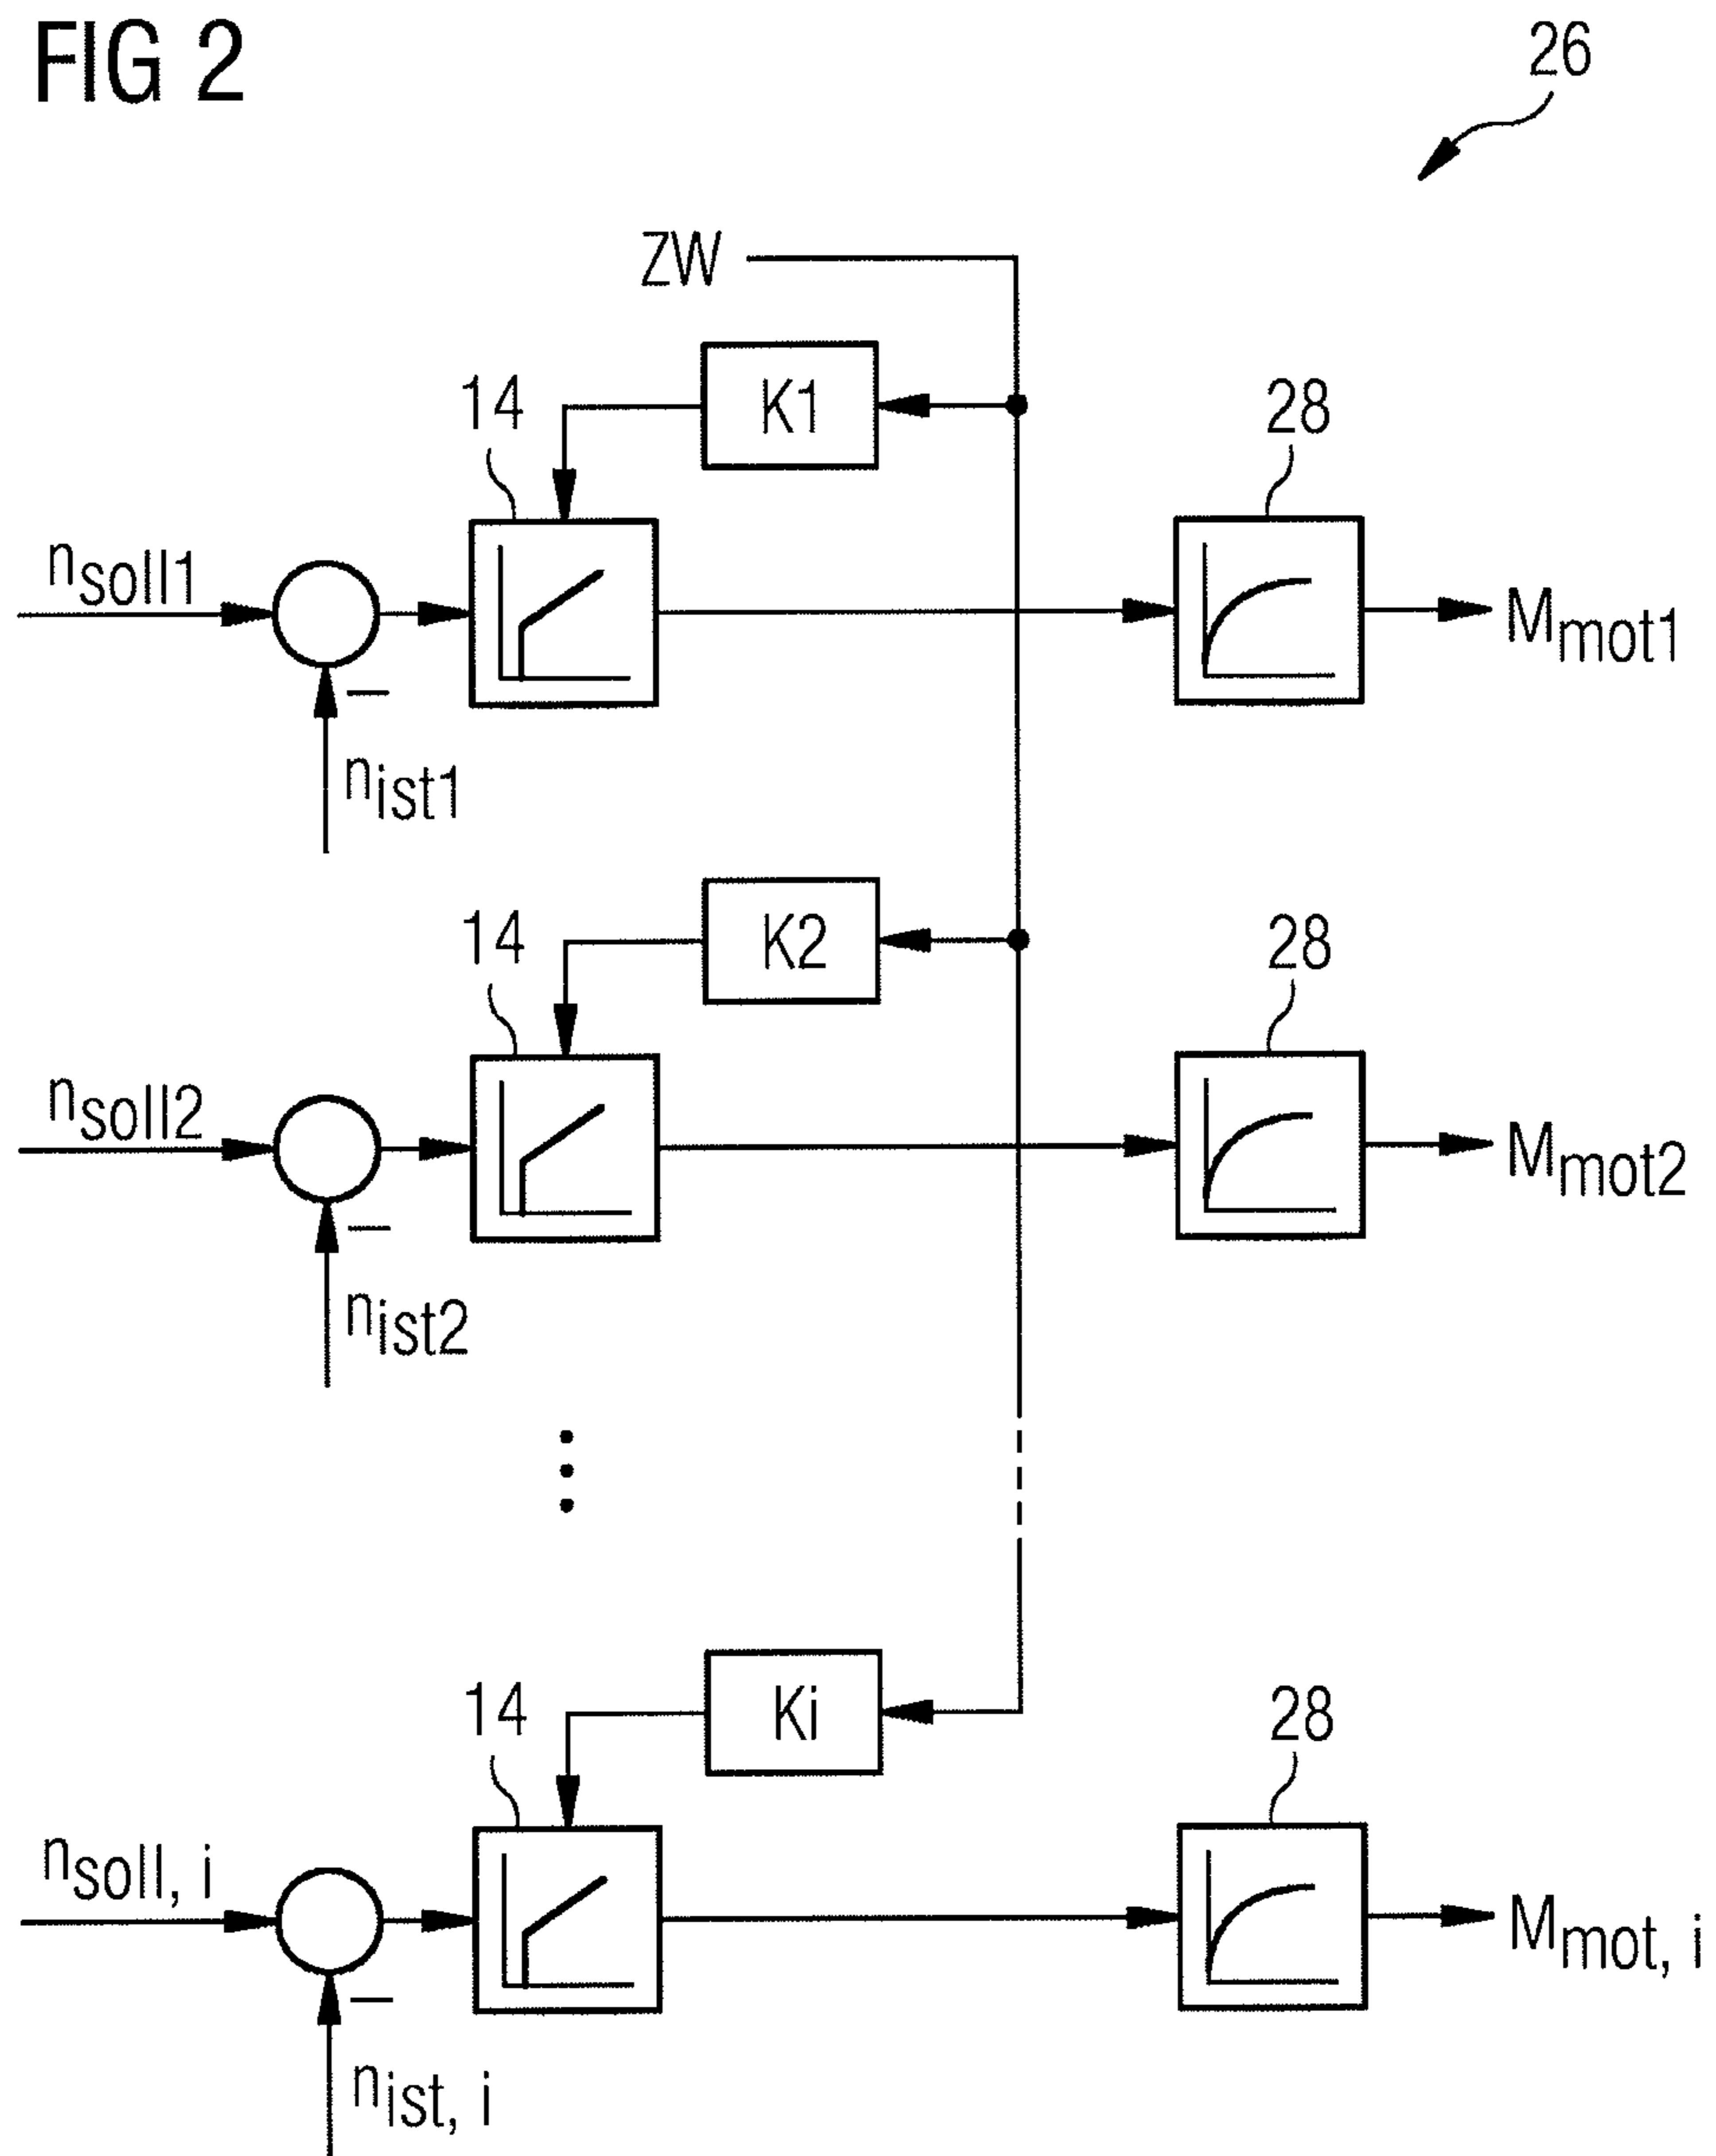 FIG 2
26
ZW
K1
14
28
nsoll1
Mmot1
–
nist1
K2
14
28
nsoll2
Mmot2
–
nist2
Ki
14
28
nsoll, i
Mmot, i
–
nist, i